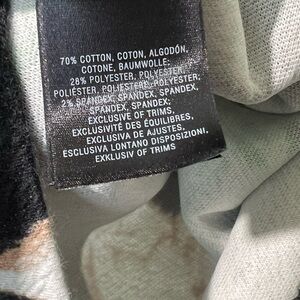 70% COTTON, COTON, ALGODÓN,
COTONE, BAUMWOLLE;
28% POLYESTER, POLYESTER,
POLIÉSTER, POLIESTERE, POLYESTER;
2% SPANDEX, SPANDEX, SPANDEX,
SPANDEX, SPANDEX;
EXCLUSIVE OF TRIMS
EXCLUSIVITÉ DES ÉQUILIBRES,
EXCLUSIVA DE AJUSTES,
ESCLUSIVA LONTANO DISPOSIZIONI,
EXKLUSIV OF TRIMS